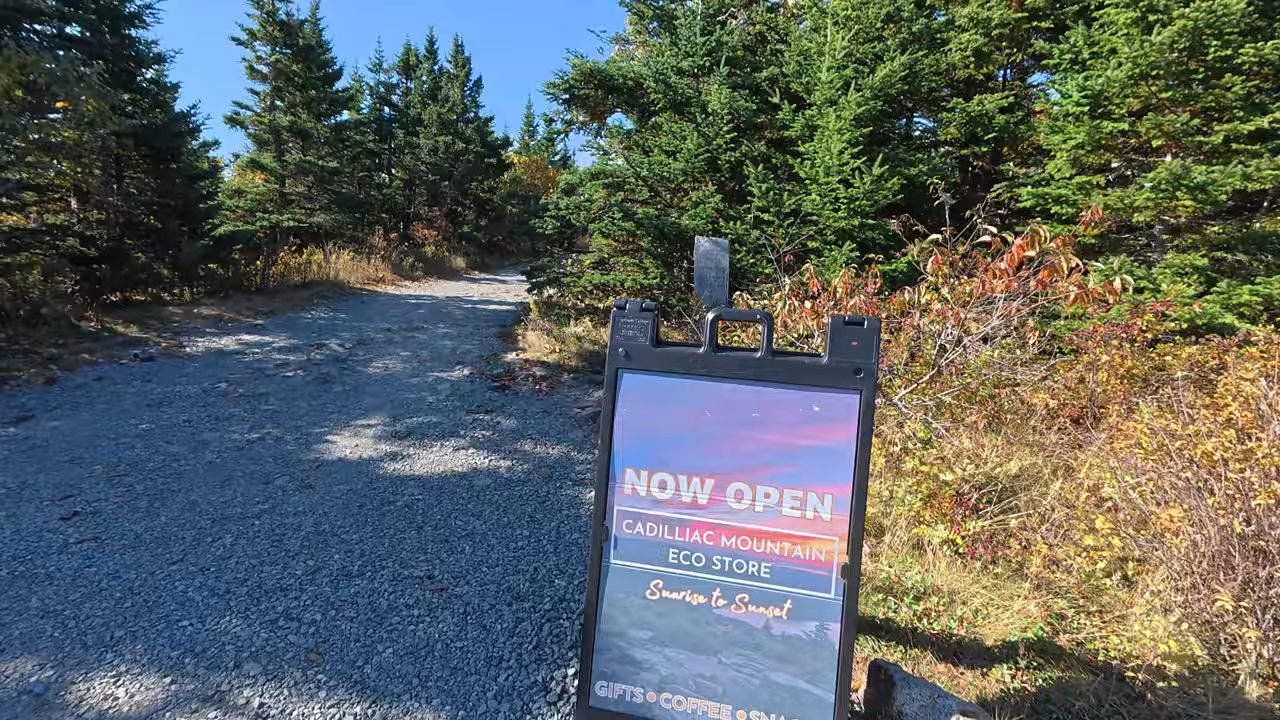 NOW OPEN
CADILLIAC MOUNTAIN
ECO STORE
Sunrise to Sunset
GIFTS • COFFEE •